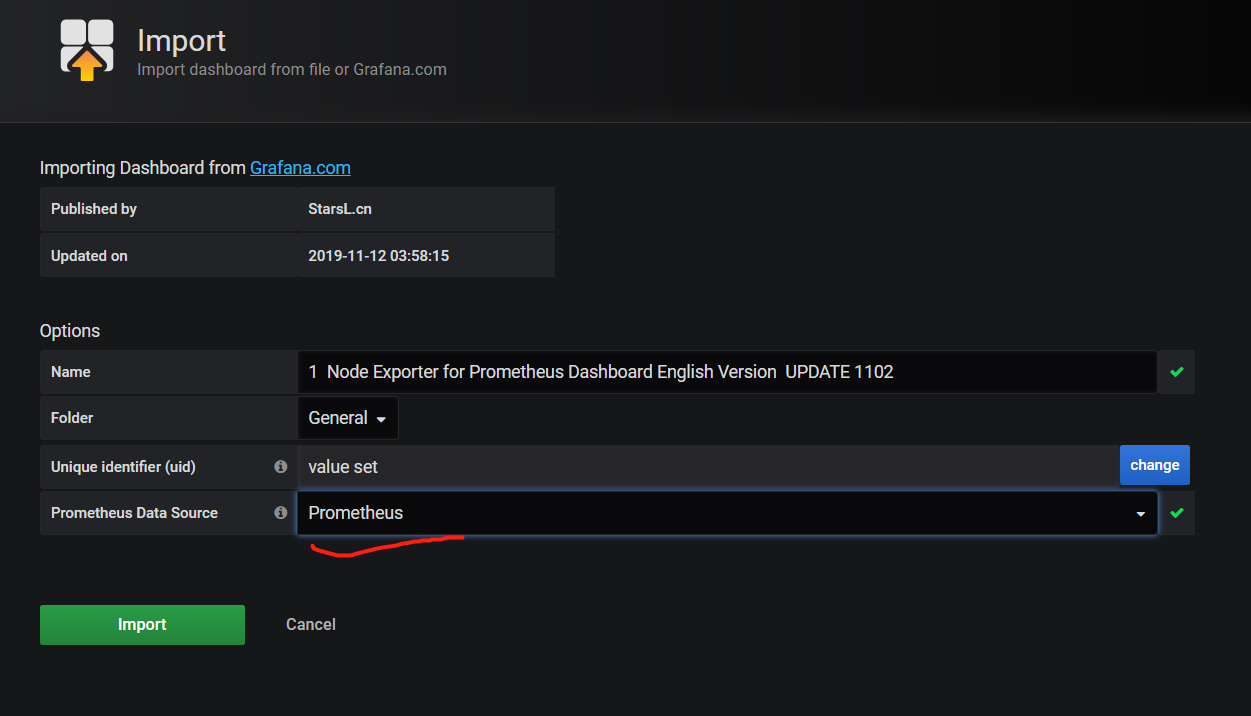 Import
Import dashboard from file or Grafana.com
Importing Dashboard from Grafana.com
Published by StarsL.cn
Updated on 2019-11-12 03:58:15
Options
Name 1 Node Exporter for Prometheus Dashboard English Version UPDATE 1102
Folder General
Unique identifier (uid) value set change
Prometheus Data Source Prometheus
Import Cancel